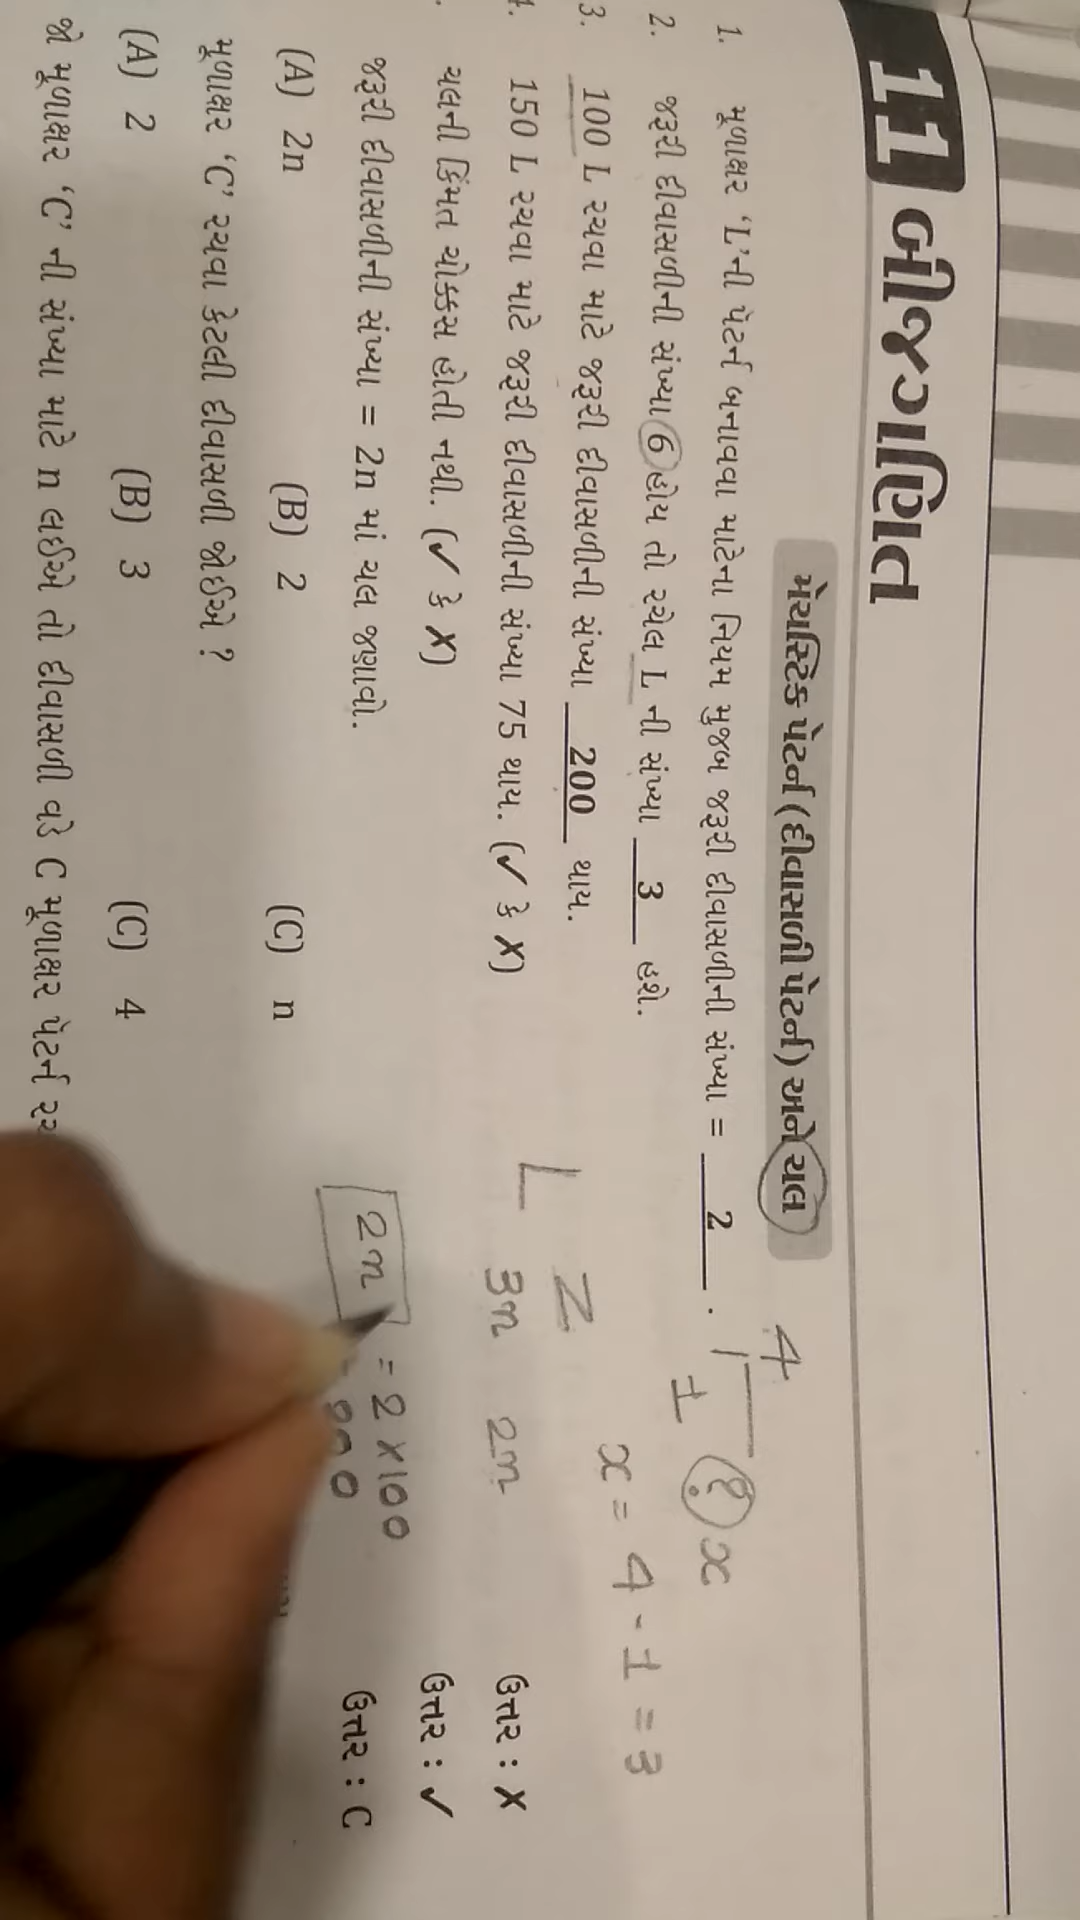 11 બીજગણિત
મેચસ્ટિક પેટર્ન (દીવાસળી પેટર્ન) અને ચલ
1. મૂળાક્ષર 'L'ની પેટર્ન બનાવવા માટેના નિયમ મુજબ જરૂરી દીવાસળીની સંખ્યા = 2 .
2. જરૂરી દીવાસળીની સંખ્યા 6 હોય તો રચેલ L ની સંખ્યા 3 હશે.
3. 100 L રચવા માટે જરૂરી દીવાસળીની સંખ્યા 200 થાય.
150 L રચવા માટે જરૂરી દીવાસળીની સંખ્યા 75 થાય. (✓ કે X) ઉત્તર : X
ચલની કિંમત ચોક્કસ હોતી નથી. (✓ કે X) ઉત્તર : ✓
જરૂરી દીવાસળીની સંખ્યા = 2n માં ચલ જણાવો. ઉત્તર : C
(A) 2n (B) 2 (C) n
મૂળાક્ષર 'C' રચવા કેટલી દીવાસળી જોઈએ ?
(A) 2 (B) 3 (C) 4
જો મૂળાક્ષર 'C' ની સંખ્યા માટે n લઈએ તો દીવાસળી વડે C મૂળાક્ષર પેટર્ન
4
1 ? x
x = 4 - 1 = 3
L Z
3n 2n
2n = 2 x 100